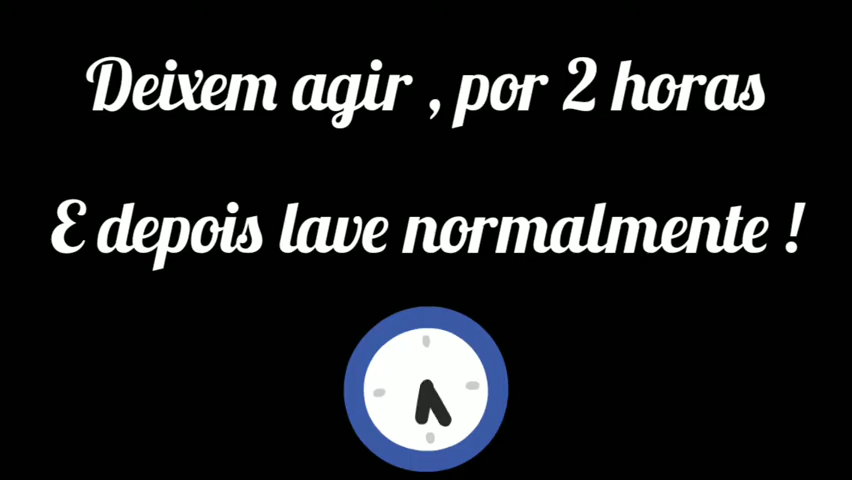 Deixem agir , por 2 horas
E depois lave normalmente !